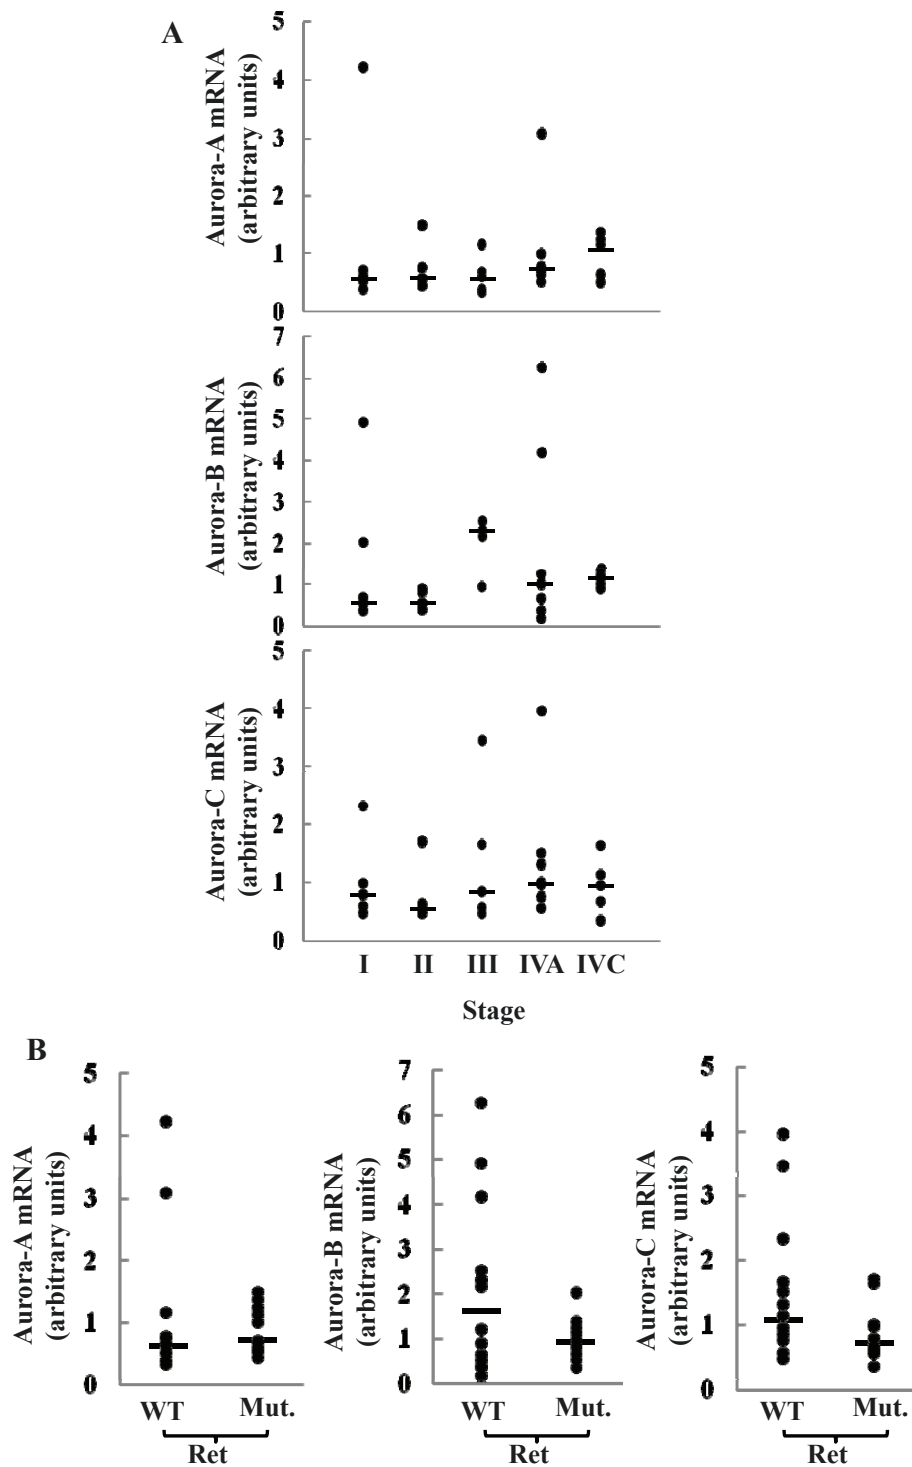 A
Aurora-A mRNA
(arbitrary units)
5
4
3
2
1
0
Aurora-B mRNA
(arbitrary units)
7
6
5
4
3
2
1
0
Aurora-C mRNA
(arbitrary units)
5
4
3
2
1
0
I II III IVA IVC
Stage
B
Aurora-A mRNA
(arbitrary units)
5
4
3
2
1
0
WT Mut.
Ret
Aurora-B mRNA
(arbitrary units)
7
6
5
4
3
2
1
0
WT Mut.
Ret
Aurora-C mRNA
(arbitrary units)
5
4
3
2
1
0
WT Mut.
Ret